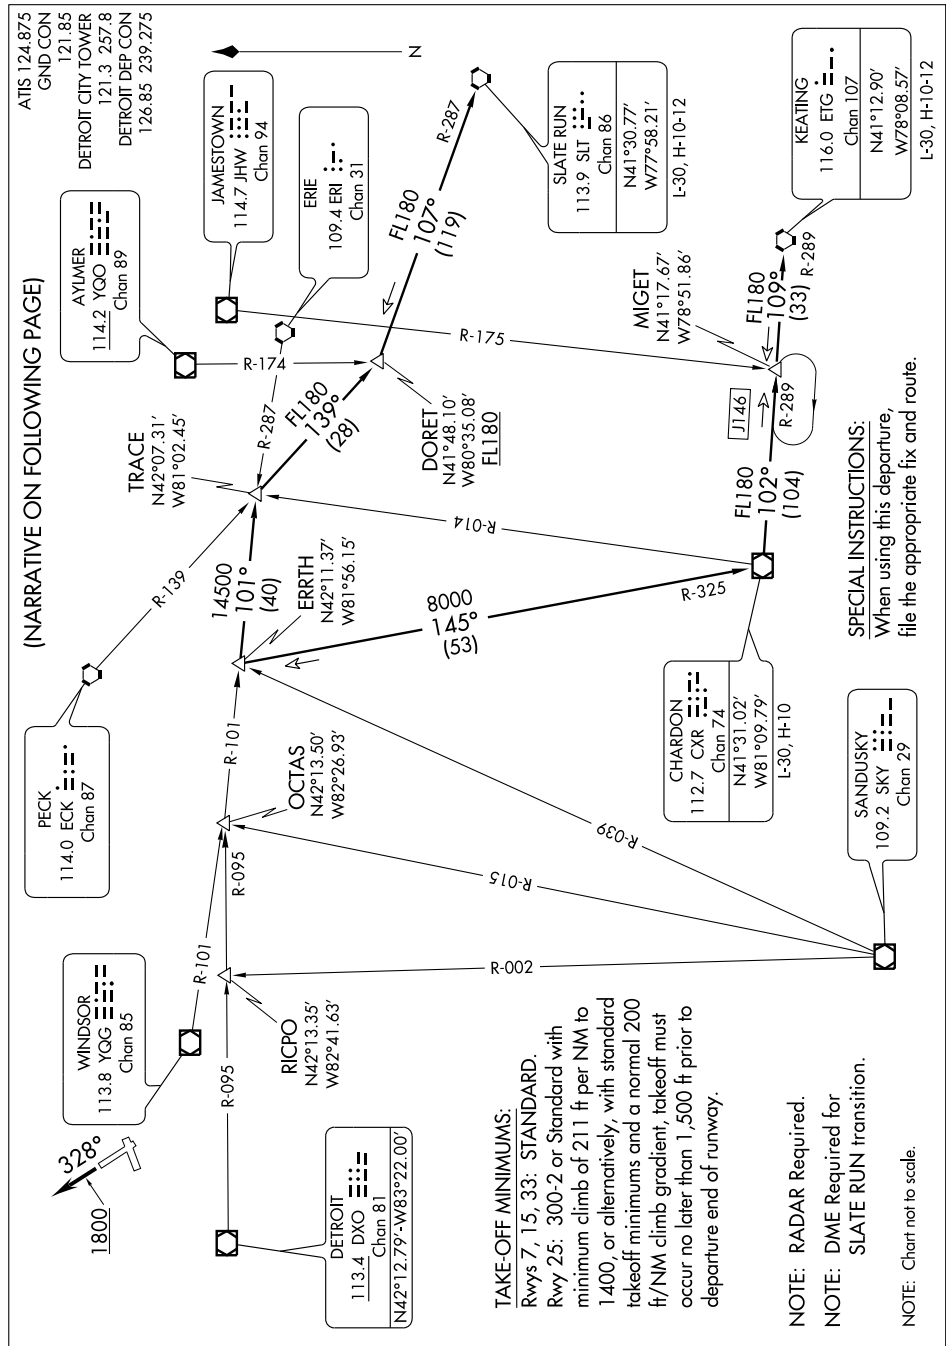 (NARRATIVE ON FOLLOWING PAGE)
ATIS 124.875
GND CON
121.85
DETROIT CITY TOWER
121.3 257.8
DETROIT DEP CON
126.85 239.275
328°
1800
WINDSOR
113.8 YQG
Chan 85
PECK
114.0 ECK
Chan 87
AYLMER
114.2 YQO
Chan 89
JAMESTOWN
114.7 JHW
Chan 94
ERIE
109.4 ERI
Chan 31
N
DETROIT
113.4 DXO
Chan 81
N42°12.79'-W83°22.00'
R-095
RICPO
N42°13.35'
W82°41.63'
R-101
R-095
OCTAS
N42°13.50'
W82°26.93'
R-101
R-139
ERRTH
N42°11.37'
W81°56.15'
14500
101°
(40)
TRACE
N42°07.31'
W81°02.45'
R-287
R-174
FL180
139°
(28)
DORET
N41°48.10'
W80°35.08'
FL180
FL180
107°
(119)
R-287
SLATE RUN
113.9 SLT
Chan 86
N41°30.77'
W77°58.21'
L-30, H-10-12
R-175
R-014
8000
145°
(53)
R-325
R-002
R-015
R-039
CHARDON
112.7 CXR
Chan 74
N41°31.02'
W81°09.79'
L-30, H-10
FL180
102°
(104)
J146
R-289
MIGET
N41°17.67'
W78°51.86'
FL180
109°
(33)
R-289
KEATING
116.0 ETG
Chan 107
N41°12.90'
W78°08.57'
L-30, H-10-12
SANDUSKY
109.2 SKY
Chan 29
TAKE-OFF MINIMUMS:
Rwys 7, 15, 33: STANDARD.
Rwy 25: 300-2 or Standard with
minimum climb of 211 ft per NM to
1400, or alternatively, with standard
takeoff minimums and a normal 200
ft/NM climb gradient, takeoff must
occur no later than 1,500 ft prior to
departure end of runway.
NOTE: RADAR Required.
NOTE: DME Required for
SLATE RUN transition.
NOTE: Chart not to scale.
SPECIAL INSTRUCTIONS:
When using this departure,
file the appropriate fix and route.